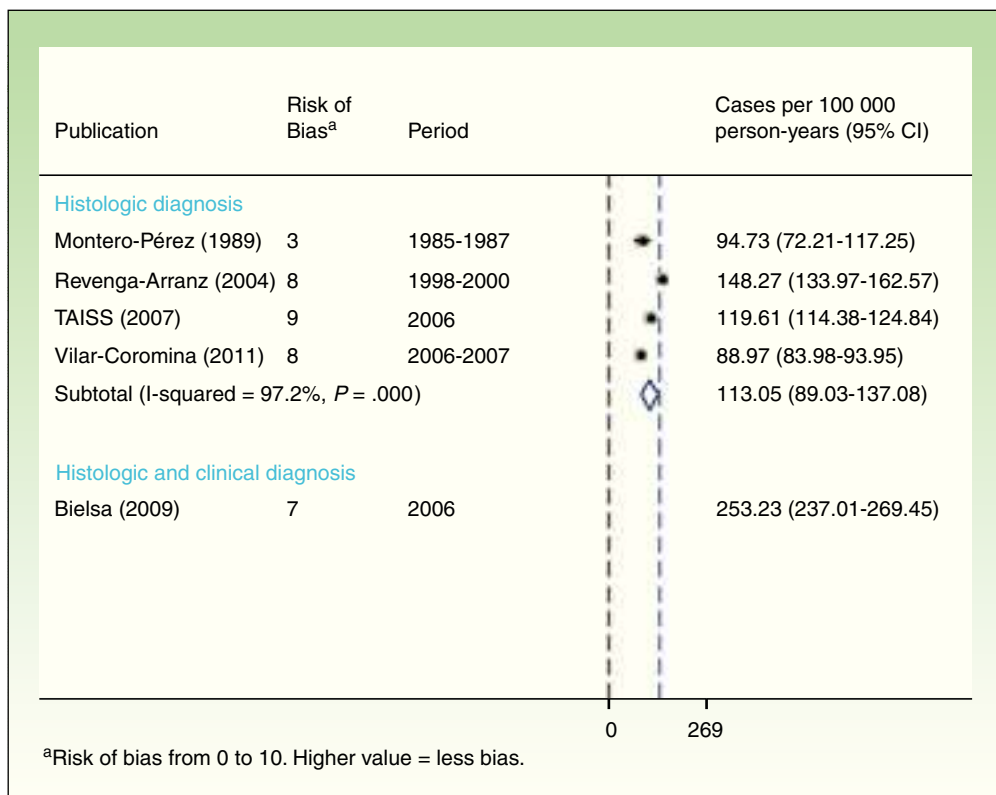 Publication Risk of Biasᵃ Period Cases per 100 000 person-years (95% CI)
Histologic diagnosis
Montero-Pérez (1989) 3 1985-1987 94.73 (72.21-117.25)
Revenga-Arranz (2004) 8 1998-2000 148.27 (133.97-162.57)
TAISS (2007) 9 2006 119.61 (114.38-124.84)
Vilar-Coromina (2011) 8 2006-2007 88.97 (83.98-93.95)
Subtotal (I-squared = 97.2%, P = .000) 113.05 (89.03-137.08)
Histologic and clinical diagnosis
Bielsa (2009) 7 2006 253.23 (237.01-269.45)
0 269
ᵃRisk of bias from 0 to 10. Higher value = less bias.